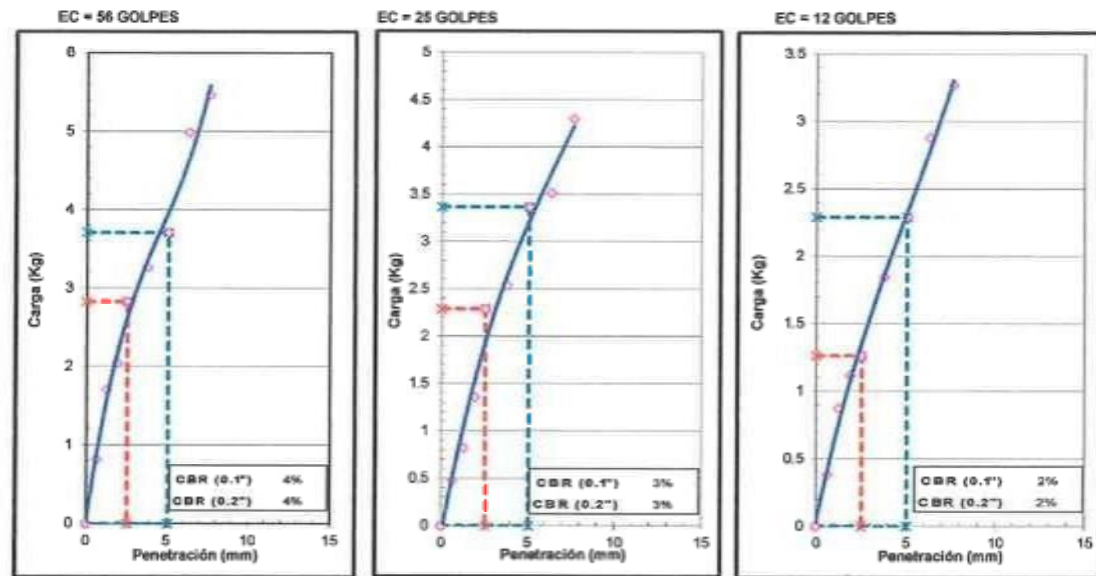 EC = 56 GOLPES
6
5
4
3
2
1
0
0
5
10
15
Carga (Kg)
Penetración (mm)
CBR (0.1") 4%
CBR (0.2") 4%
EC = 25 GOLPES
5
4.5
4
3.5
3
2.5
2
1.5
1
0.5
0
0
5
10
15
Carga (Kg)
Penetración (mm)
CBR (0.1") 3%
CBR (0.2") 3%
EC = 12 GOLPES
3.5
3
2.5
2
1.5
1
0.5
0
0
5
10
15
Carga (Kg)
Penetración (mm)
CBR (0.1") 2%
CBR (0.2") 2%